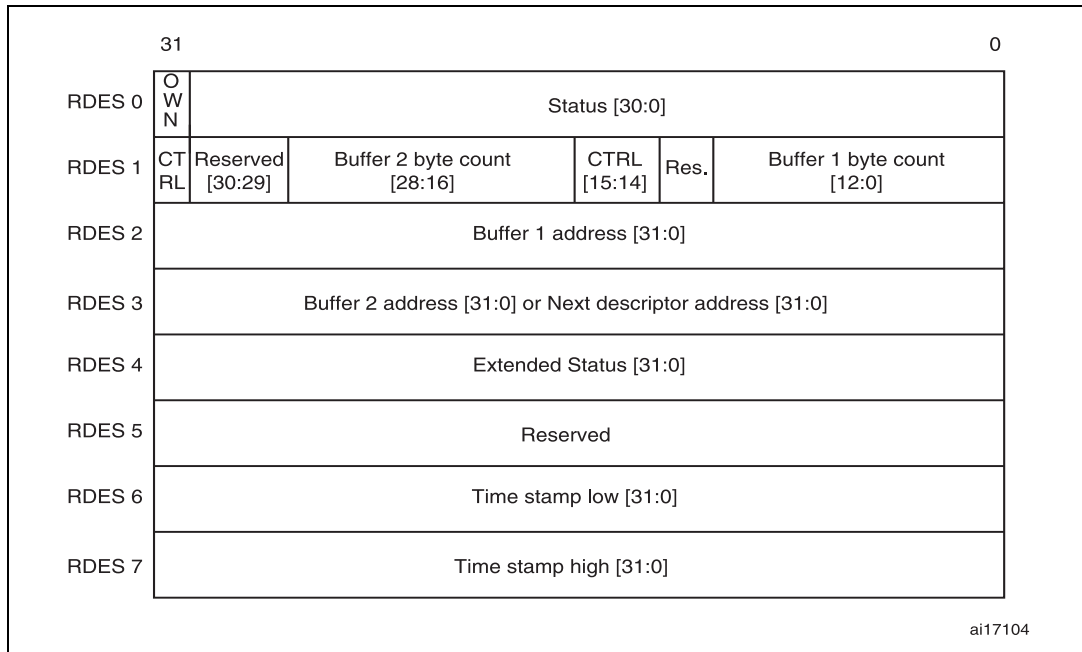 31 0
RDES 0 OWN Status [30:0]
RDES 1 CTRL Reserved [30:29] Buffer 2 byte count [28:16] CTRL [15:14] Res. Buffer 1 byte count [12:0]
RDES 2 Buffer 1 address [31:0]
RDES 3 Buffer 2 address [31:0] or Next descriptor address [31:0]
RDES 4 Extended Status [31:0]
RDES 5 Reserved
RDES 6 Time stamp low [31:0]
RDES 7 Time stamp high [31:0]
ai17104